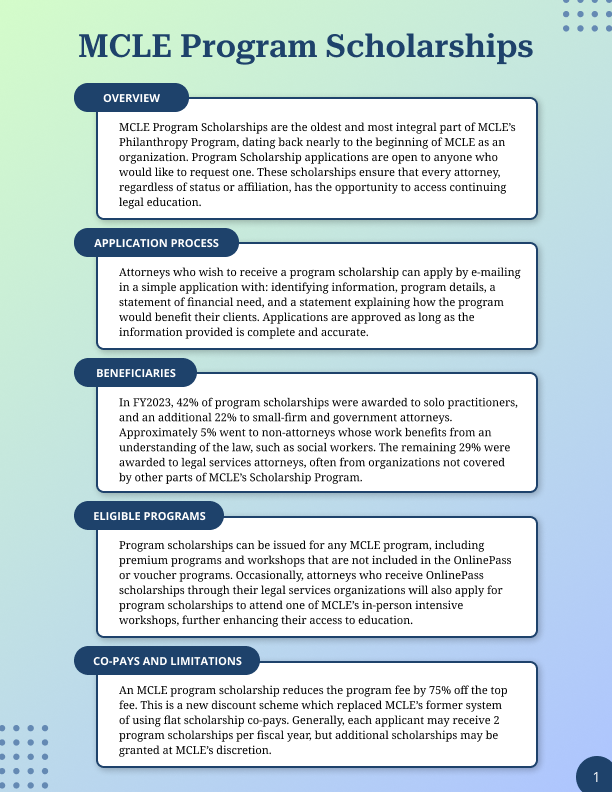 MCLE Program Scholarships
OVERVIEW
MCLE Program Scholarships are the oldest and most integral part of MCLE’s
Philanthropy Program, dating back nearly to the beginning of MCLE as an
organization. Program Scholarship applications are open to anyone who
would like to request one. These scholarships ensure that every attorney,
regardless of status or affiliation, has the opportunity to access continuing
legal education.
APPLICATION PROCESS
Attorneys who wish to receive a program scholarship can apply by e-mailing
in a simple application with: identifying information, program details, a
statement of financial need, and a statement explaining how the program
would benefit their clients. Applications are approved as long as the
information provided is complete and accurate.
BENEFICIARIES
In FY2023, 42% of program scholarships were awarded to solo practitioners,
and an additional 22% to small-firm and government attorneys.
Approximately 5% went to non-attorneys whose work benefits from an
understanding of the law, such as social workers. The remaining 29% were
awarded to legal services attorneys, often from organizations not covered
by other parts of MCLE’s Scholarship Program.
ELIGIBLE PROGRAMS
Program scholarships can be issued for any MCLE program, including
premium programs and workshops that are not included in the OnlinePass
or voucher programs. Occasionally, attorneys who receive OnlinePass
scholarships through their legal services organizations will also apply for
program scholarships to attend one of MCLE’s in-person intensive
workshops, further enhancing their access to education.
CO-PAYS AND LIMITATIONS
An MCLE program scholarship reduces the program fee by 75% off the top
fee. This is a new discount scheme which replaced MCLE’s former system
of using flat scholarship co-pays. Generally, each applicant may receive 2
program scholarships per fiscal year, but additional scholarships may be
granted at MCLE’s discretion.
1